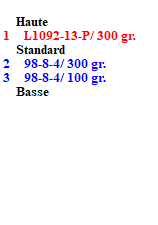 Haute
1 L1092-13-P/ 300 gr.
Standard
2 98-8-4/ 300 gr.
3 98-8-4/ 100 gr.
Basse